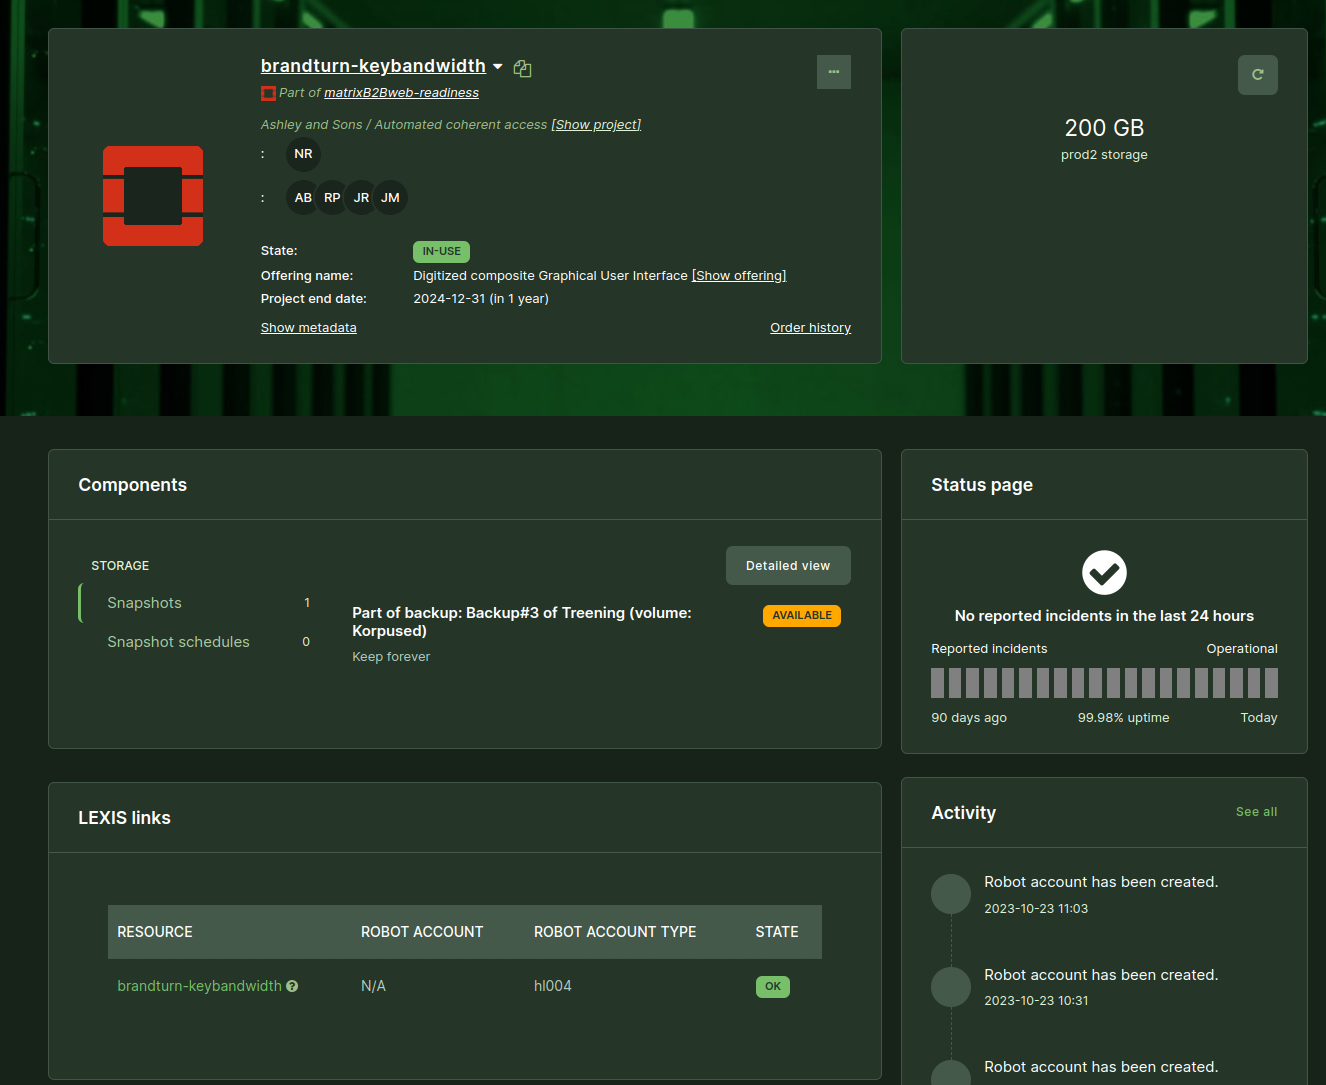 brandturn-keybandwidth
Part of matrixB2Bweb-readiness
Ashley and Sons / Automated coherent access [Show project]
: NR
: AB RP JR JM
State: IN-USE
Offering name: Digitized composite Graphical User Interface [Show offering]
Project end date: 2024-12-31 (in 1 year)
Show metadata Order history
200 GB
prod2 storage
Components
STORAGE
Snapshots 1
Snapshot schedules 0
Detailed view
Part of backup: Backup#3 of Treening (volume:
Korpused)
AVAILABLE
Keep forever
Status page
No reported incidents in the last 24 hours
Reported incidents Operational
90 days ago 99.98% uptime Today
LEXIS links
RESOURCE ROBOT ACCOUNT ROBOT ACCOUNT TYPE STATE
brandturn-keybandwidth N/A hl004 OK
Activity See all
Robot account has been created.
2023-10-23 11:03
Robot account has been created.
2023-10-23 10:31
Robot account has been created.